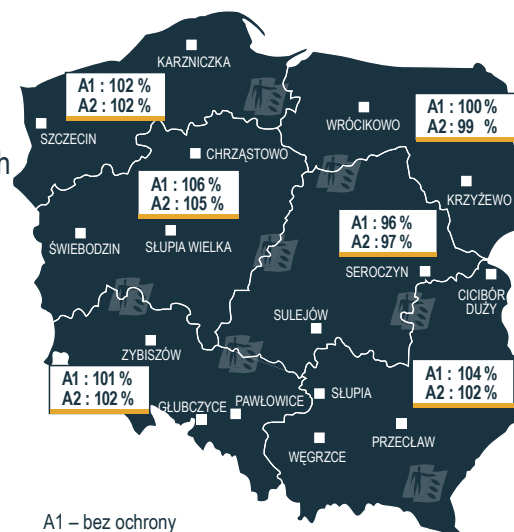 KARZNICZKA
A1 : 102 %
A2 : 102 %
SZCZECIN
WRÓCIKOWO
A1 : 100 %
A2 : 99 %
h
CHRZĄSTOWO
A1 : 106 %
A2 : 105 %
KRZYŻEWO
ŚWIEBODZIN
SŁUPIA WIELKA
A1 : 96 %
A2 : 97 %
SEROCZYN
CICIBÓR
DUŻY
SULEJÓW
ZYBISZÓW
A1 : 101 %
A2 : 102 %
GŁUBCZYCE
PAWŁOWICE
SŁUPIA
A1 : 104 %
A2 : 102 %
PRZECŁAW
WĘGRZCE
A1 – bez ochrony